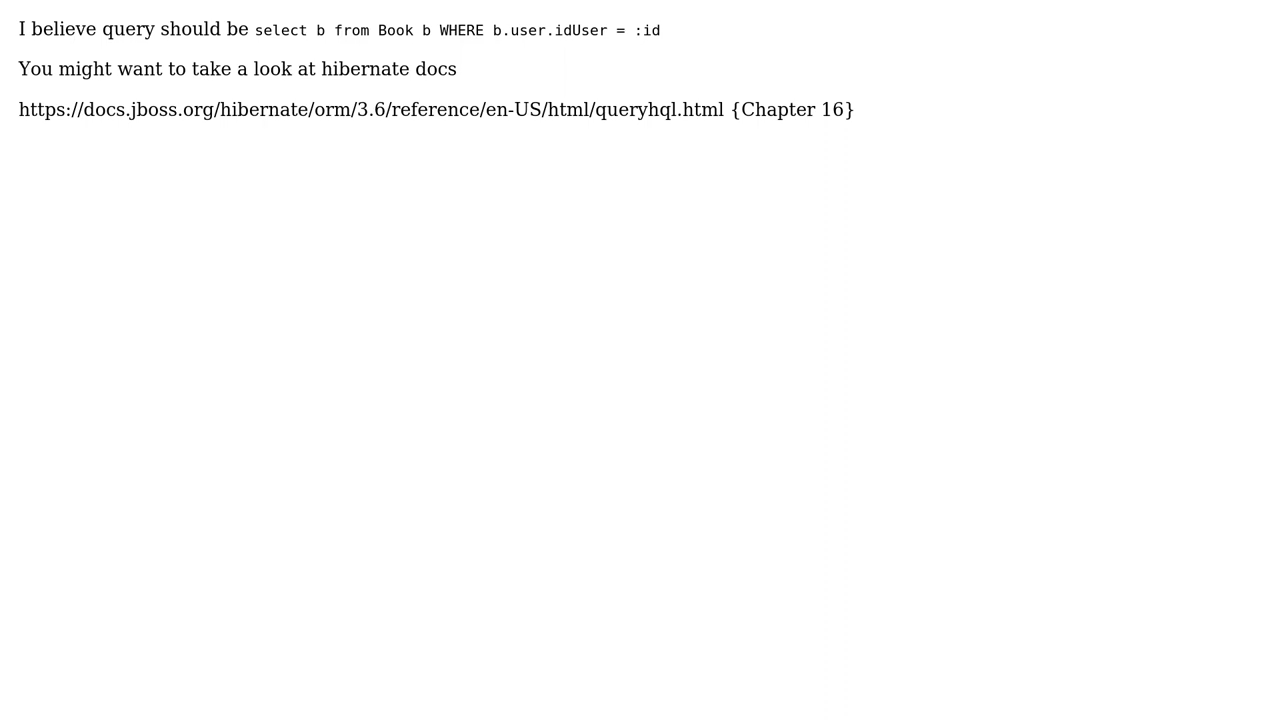 I believe query should be select b from Book b WHERE b.user.idUser = :id
You might want to take a look at hibernate docs
https://docs.jboss.org/hibernate/orm/3.6/reference/en-US/html/queryhql.html {Chapter 16}